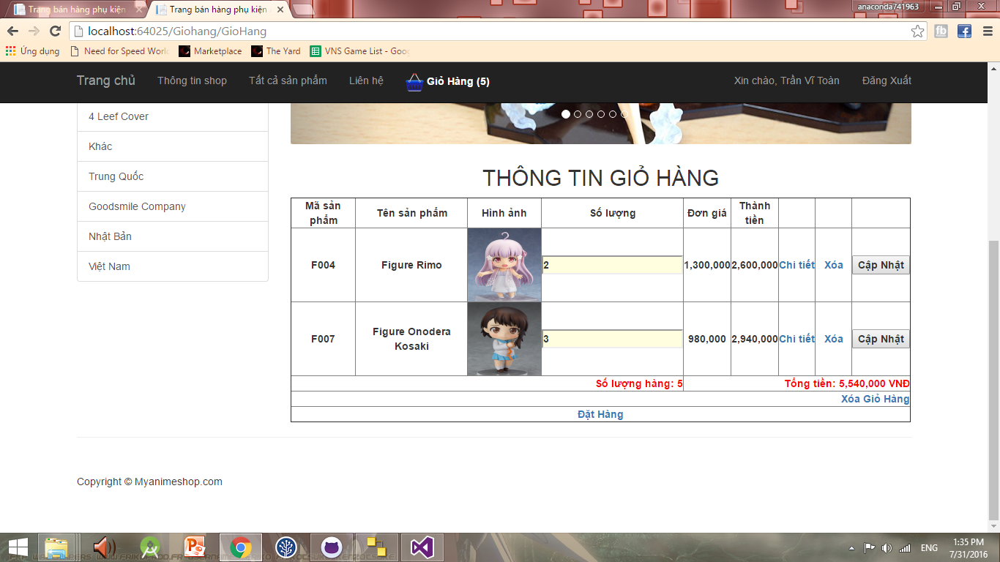 Trang bán hàng phụ kiện
Trang bán hàng phụ kiện
anaconda741963
localhost:64025/Giohang/GioHang
Ứng dụng
Need for Speed World
Marketplace
The Yard
VNS Game List - Goog
Trang chủ
Thông tin shop
Tất cả sản phẩm
Liên hệ
Giỏ Hàng (5)
Xin chào, Trần Vĩ Toàn
Đăng Xuất
4 Leef Cover
Khác
Trung Quốc
Goodsmile Company
Nhật Bản
Việt Nam
THÔNG TIN GIỎ HÀNG
Mã sản phẩm Tên sản phẩm Hình ảnh Số lượng Đơn giá Thành tiền
F004 Figure Rimo 2 1,300,000 2,600,000 Chi tiết Xóa Cập Nhật
F007 Figure Onodera Kosaki 3 980,000 2,940,000 Chi tiết Xóa Cập Nhật
Số lượng hàng: 5 Tổng tiền: 5,540,000 VNĐ
Xóa Giỏ Hàng
Đặt Hàng
Copyright © Myanimeshop.com
ENG
1:35 PM
7/31/2016